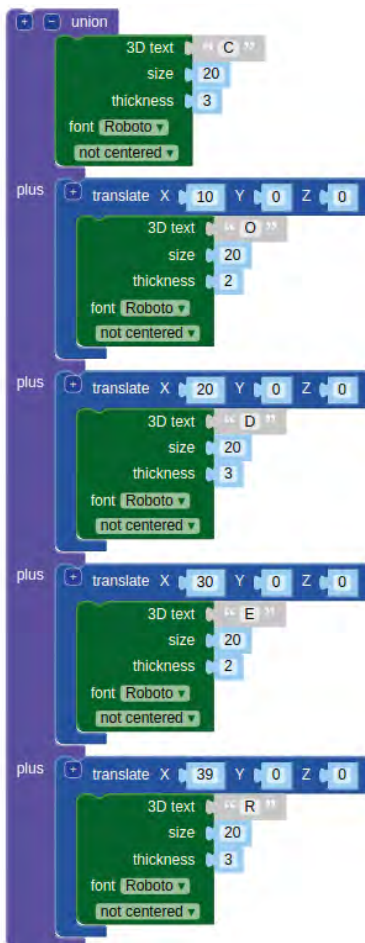 + − union
3D text “ C ”
size 20
thickness 3
font Roboto ▾
not centered ▾
plus + translate X 10 Y 0 Z 0
3D text “ O ”
size 20
thickness 2
font Roboto ▾
not centered ▾
plus + translate X 20 Y 0 Z 0
3D text “ D ”
size 20
thickness 3
font Roboto ▾
not centered ▾
plus + translate X 30 Y 0 Z 0
3D text “ E ”
size 20
thickness 2
font Roboto ▾
not centered ▾
plus + translate X 39 Y 0 Z 0
3D text “ R ”
size 20
thickness 3
font Roboto ▾
not centered ▾